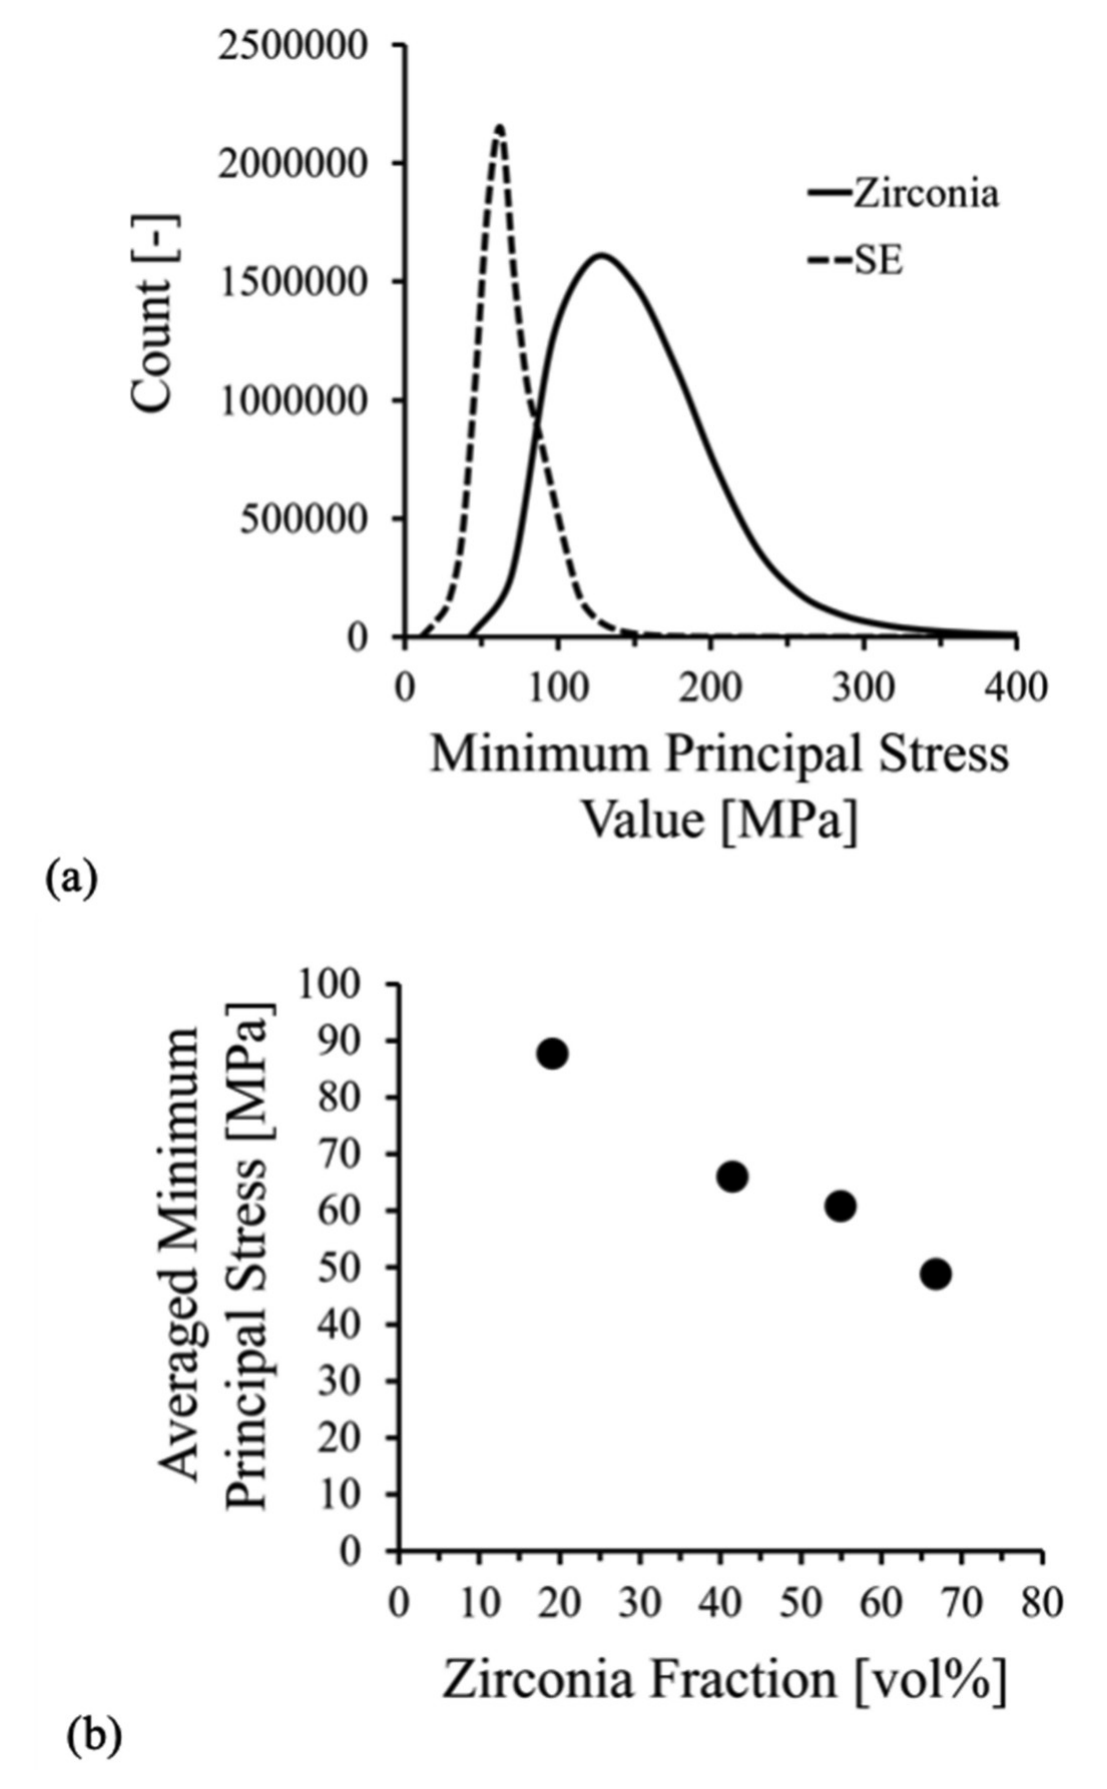 2500000
2000000
1500000
1000000
500000
0
Count [-]
Zirconia
SE
0 100 200 300 400
Minimum Principal Stress
Value [MPa]
(a)
100
90
80
70
60
50
40
30
20
10
0
Averaged Minimum
Principal Stress [MPa]
0 10 20 30 40 50 60 70 80
Zirconia Fraction [vol%]
(b)